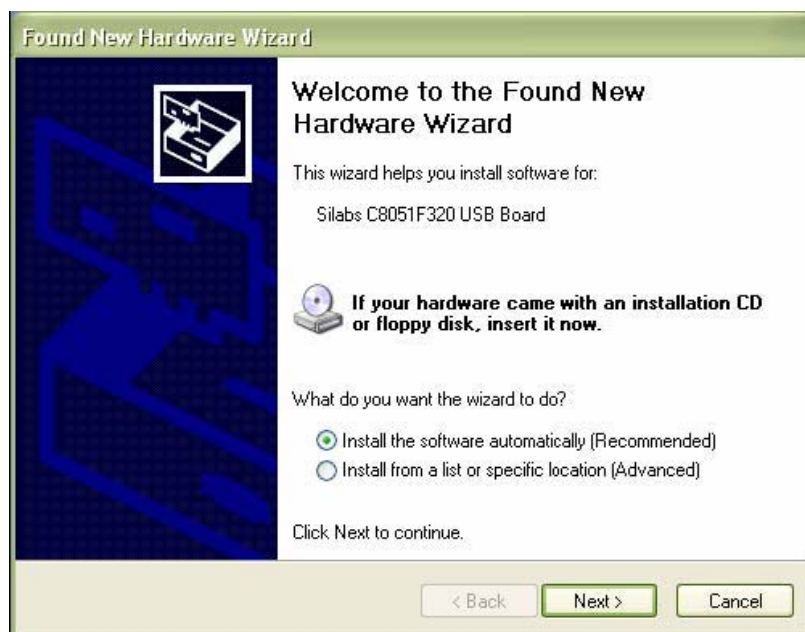 Found New Hardware Wizard
Welcome to the Found New
Hardware Wizard
This wizard helps you install software for:
Silabs C8051F320 USB Board
If your hardware came with an installation CD
or floppy disk, insert it now.
What do you want the wizard to do?
Install the software automatically (Recommended)
Install from a list or specific location (Advanced)
Click Next to continue.
< Back Next > Cancel